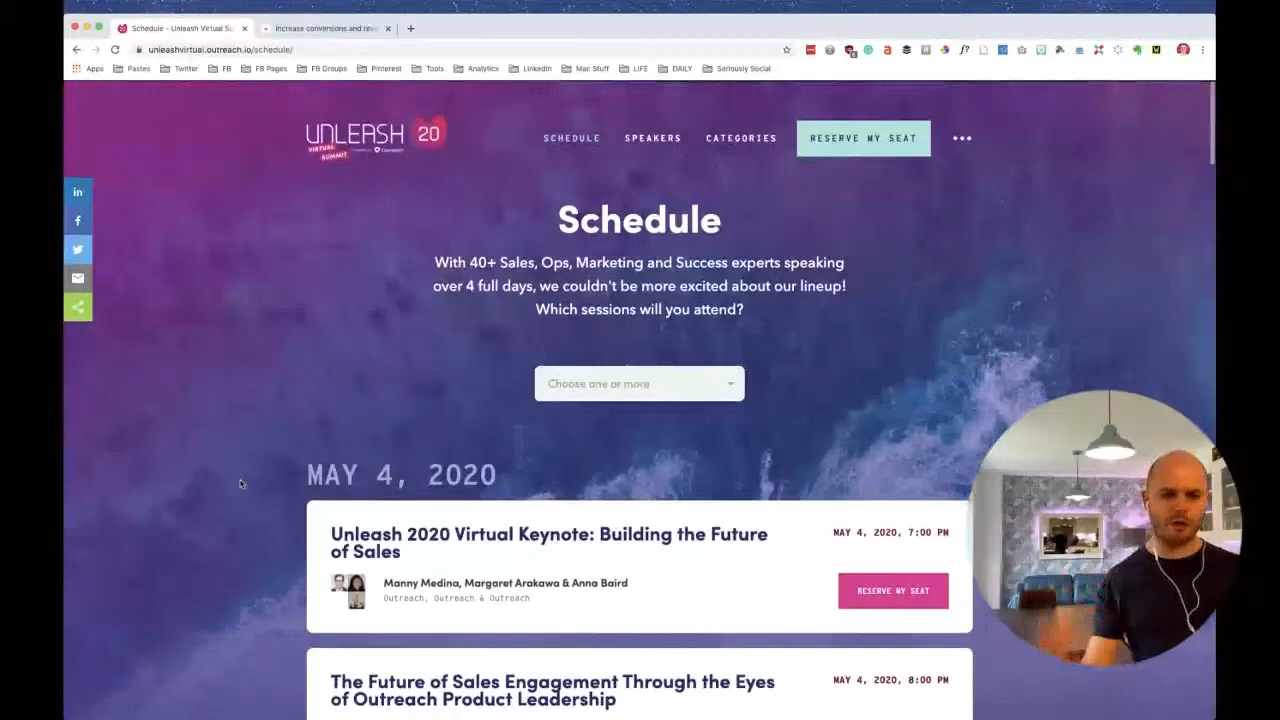 Schedule - Unleash Virtual Su
Increase conversions and reve
unleashvirtual.outreach.io/schedule/
Apps Pastes Twitter FB FB Pages FB Groups Pinterest Tools Analytics LinkedIn Mac Stuff LIFE DAILY Seriously Social
UNLEASH 20
VIRTUAL
SUMMIT
SCHEDULE SPEAKERS CATEGORIES RESERVE MY SEAT
in
f
Schedule
With 40+ Sales, Ops, Marketing and Success experts speaking
over 4 full days, we couldn't be more excited about our lineup!
Which sessions will you attend?
Choose one or more
MAY 4, 2020
Unleash 2020 Virtual Keynote: Building the Future
of Sales
MAY 4, 2020, 7:00 PM
Manny Medina, Margaret Arakawa & Anna Baird
Outreach, Outreach & Outreach
RESERVE MY SEAT
The Future of Sales Engagement Through the Eyes
of Outreach Product Leadership
MAY 4, 2020, 8:00 PM